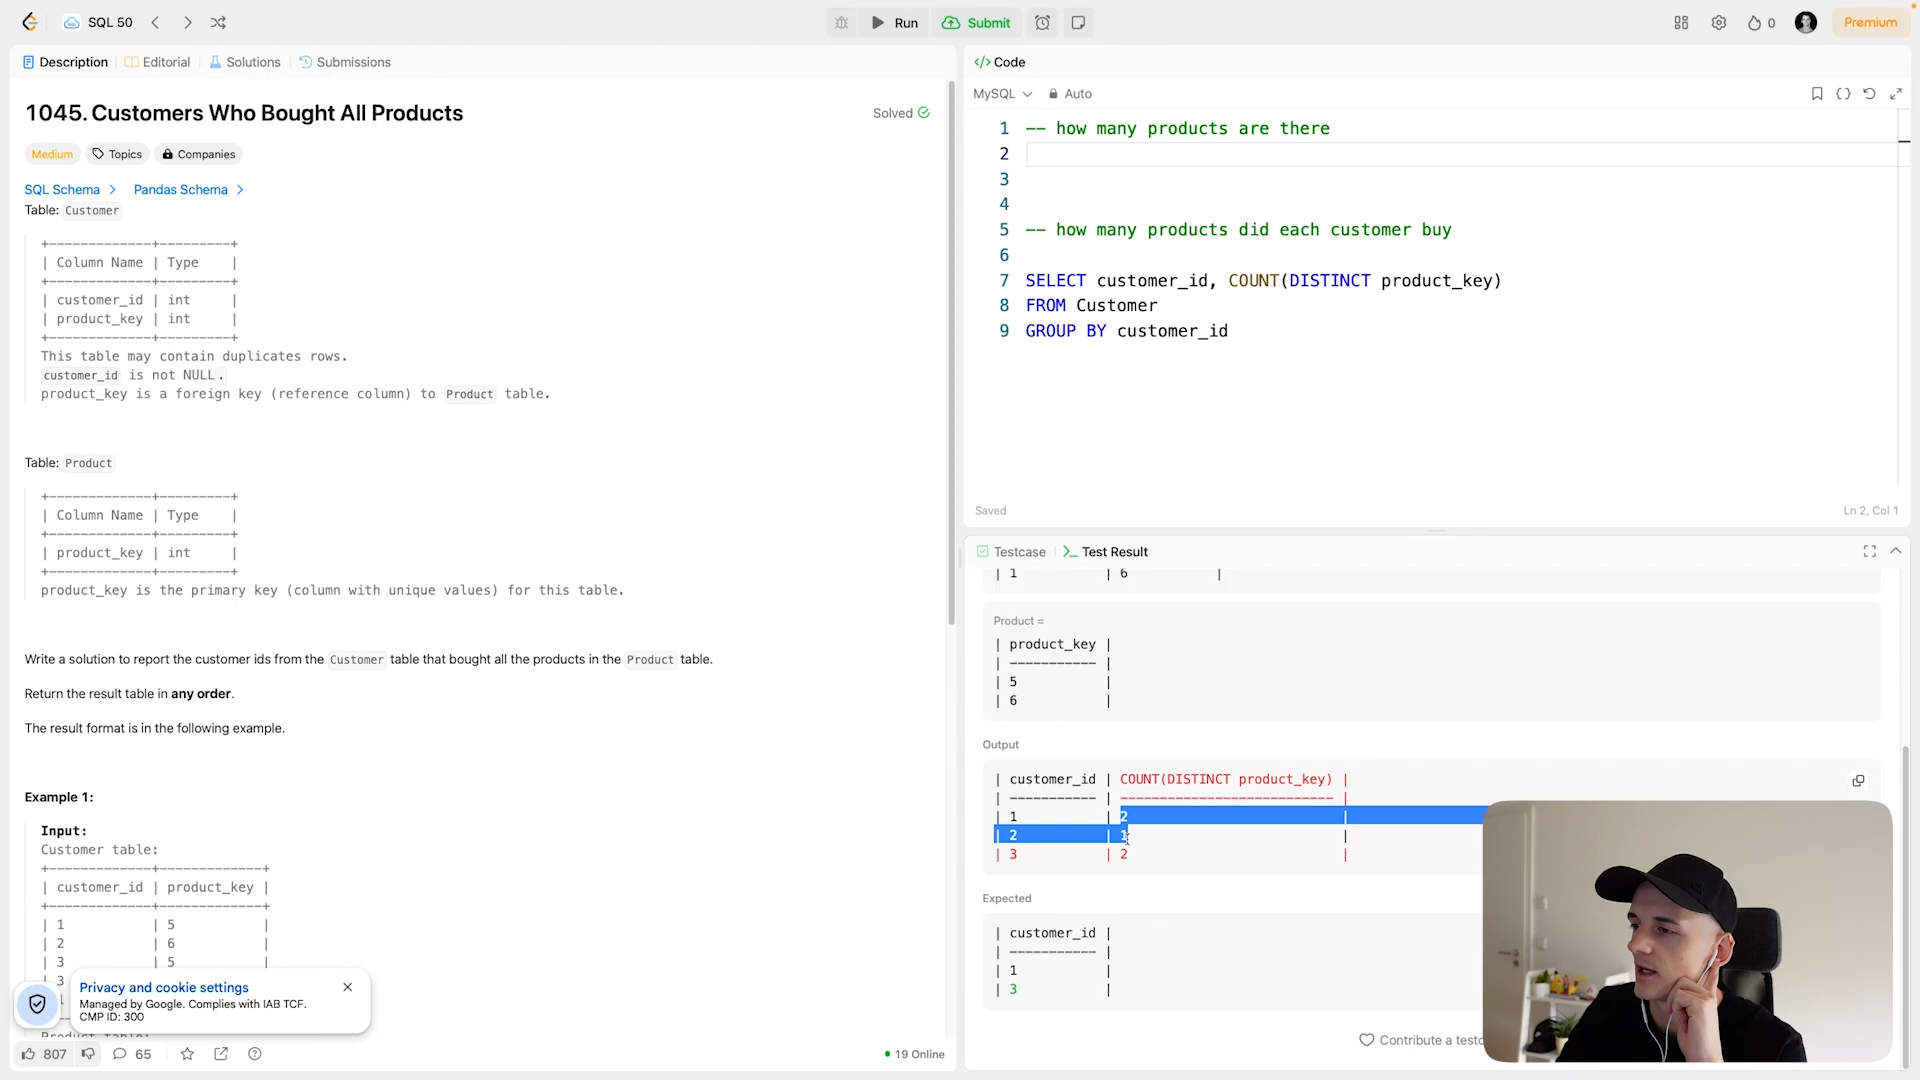 SQL 50
Run
Submit
0
Premium
Description
Editorial
Solutions
Submissions
1045. Customers Who Bought All Products
Solved
Medium
Topics
Companies
SQL Schema >
Pandas Schema >
Table: Customer
+-------------+---------+
| Column Name | Type    |
+-------------+---------+
| customer_id | int     |
| product_key | int     |
+-------------+---------+
This table may contain duplicates rows.
customer_id is not NULL.
product_key is a foreign key (reference column) to Product table.
Table: Product
+-------------+---------+
| Column Name | Type    |
+-------------+---------+
| product_key | int     |
+-------------+---------+
product_key is the primary key (column with unique values) for this table.
Write a solution to report the customer ids from the Customer table that bought all the products in the Product table.
Return the result table in any order.
The result format is in the following example.
Example 1:
Input:
Customer table:
+-------------+-------------+
| customer_id | product_key |
+-------------+-------------+
| 1           | 5           |
| 2           | 6           |
| 3           | 5           |
| 3
Privacy and cookie settings
Managed by Google. Complies with IAB TCF.
CMP ID: 300
Product table:
807
65
19 Online
</> Code
MySQL
Auto
1 -- how many products are there
2
3
4
5 -- how many products did each customer buy
6
7 SELECT customer_id, COUNT(DISTINCT product_key)
8 FROM Customer
9 GROUP BY customer_id
Saved
Ln 2, Col 1
Testcase
>_ Test Result
| 1           | 6           |
Product =
| product_key |
| ----------- |
| 5           |
| 6           |
Output
| customer_id | COUNT(DISTINCT product_key) |
| ----------- | --------------------------- |
| 1           | 2                           |
| 2           | 1                           |
| 3           | 2                           |
Expected
| customer_id |
| ----------- |
| 1           |
| 3           |
Contribute a testc